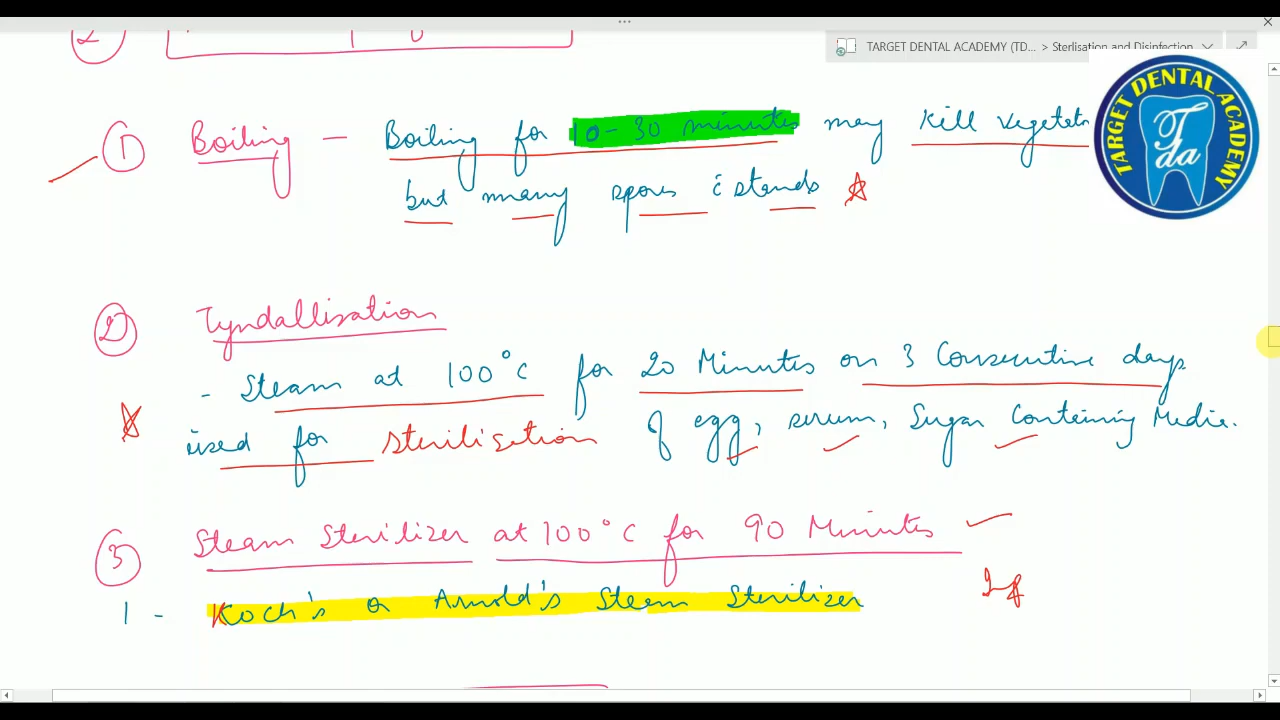 TARGET DENTAL ACADEMY (TD... > Sterlisation and Disinfection
TARGET DENTAL ACADEMY
Tda
① Boiling — Boiling for 10-30 minutes may kill vegetat
but many spores c̄stands
② Tyndallisation
- Steam at 100°C for 20 Minutes on 3 Consecutive days
used for sterilisation of egg, serum, Sugar Containing Media.
③ Steam Sterilizer at 100°C for 90 Minutes
1 - Koch's or Arnold's Steam Sterilizer